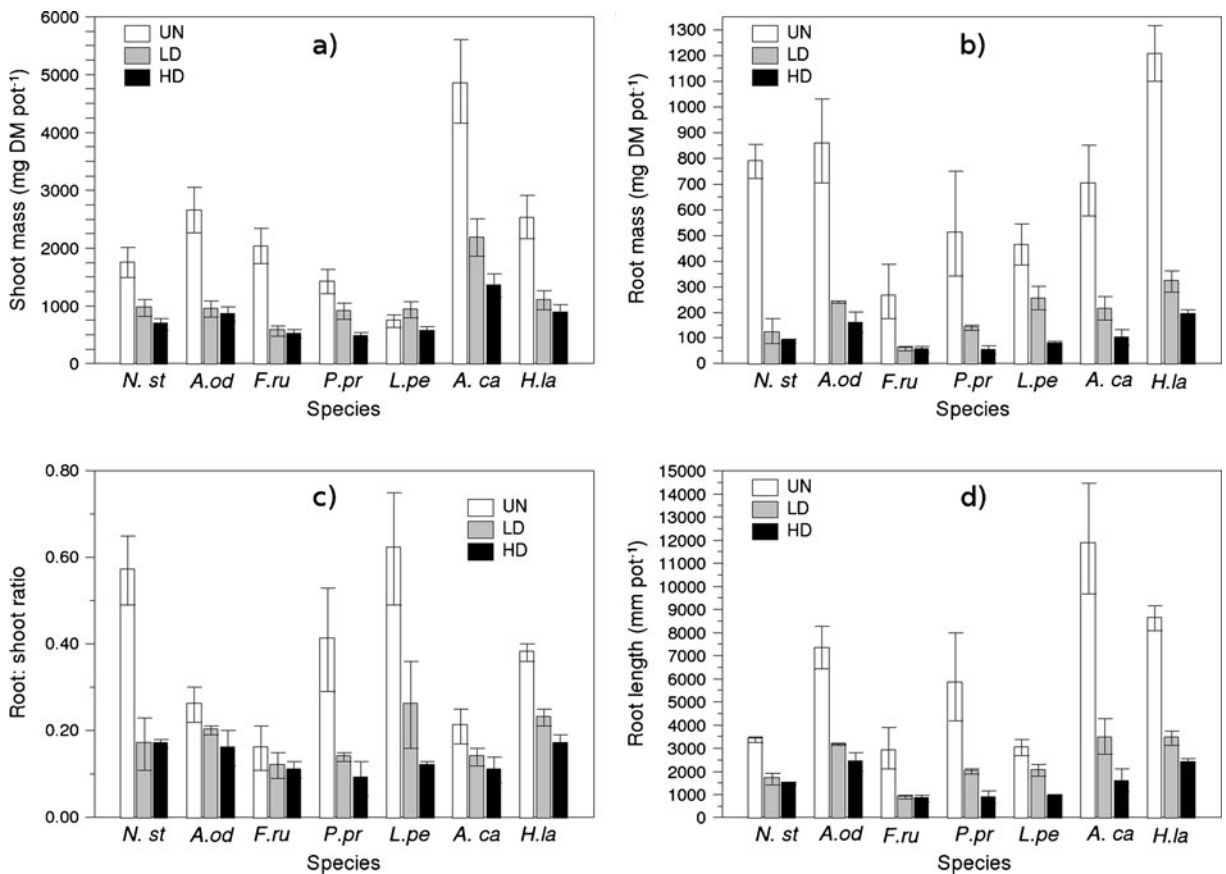 a)
UN
LD
HD
Shoot mass (mg DM pot⁻¹)
6000
5000
4000
3000
2000
1000
0
N. st A.od F.ru P.pr L.pe A. ca H.la
Species
b)
UN
LD
HD
Root mass (mg DM pot⁻¹)
1300
1200
1100
1000
900
800
700
600
500
400
300
200
100
0
N. st A.od F.ru P.pr L.pe A. ca H.la
Species
c)
UN
LD
HD
Root: shoot ratio
0.80
0.60
0.40
0.20
0.00
N. st A.od F.ru P.pr L.pe A. ca H.la
Species
d)
UN
LD
HD
Root length (mm pot⁻¹)
15000
14000
13000
12000
11000
10000
9000
8000
7000
6000
5000
4000
3000
2000
1000
0
N. st A.od F.ru P.pr L.pe A. ca H.la
Species